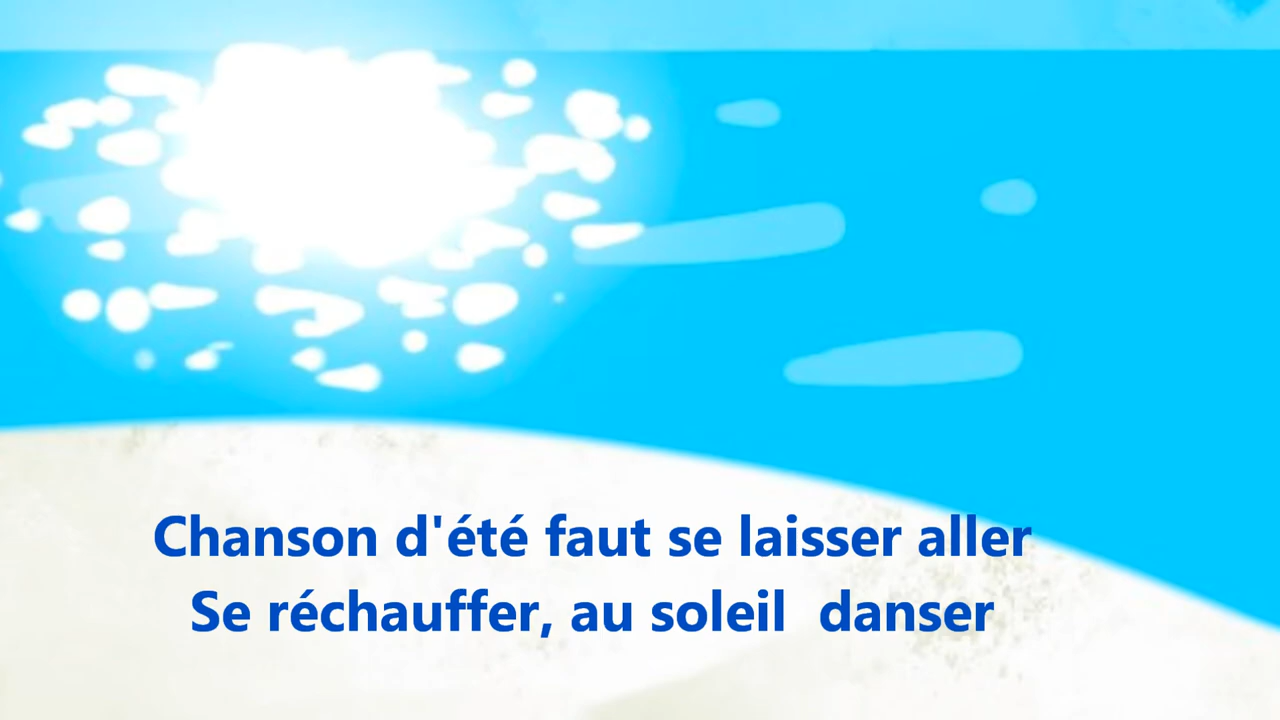 Chanson d'été faut se laisser aller
Se réchauffer, au soleil  danser